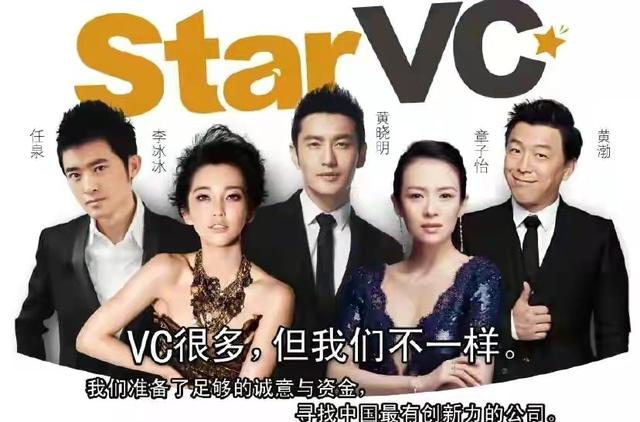 StarVC
任泉
李冰冰
黄晓明
章子怡
黄渤
VC很多,但我们不一样。
我们准备了足够的诚意与资金,
寻找中国最有创新力的公司。